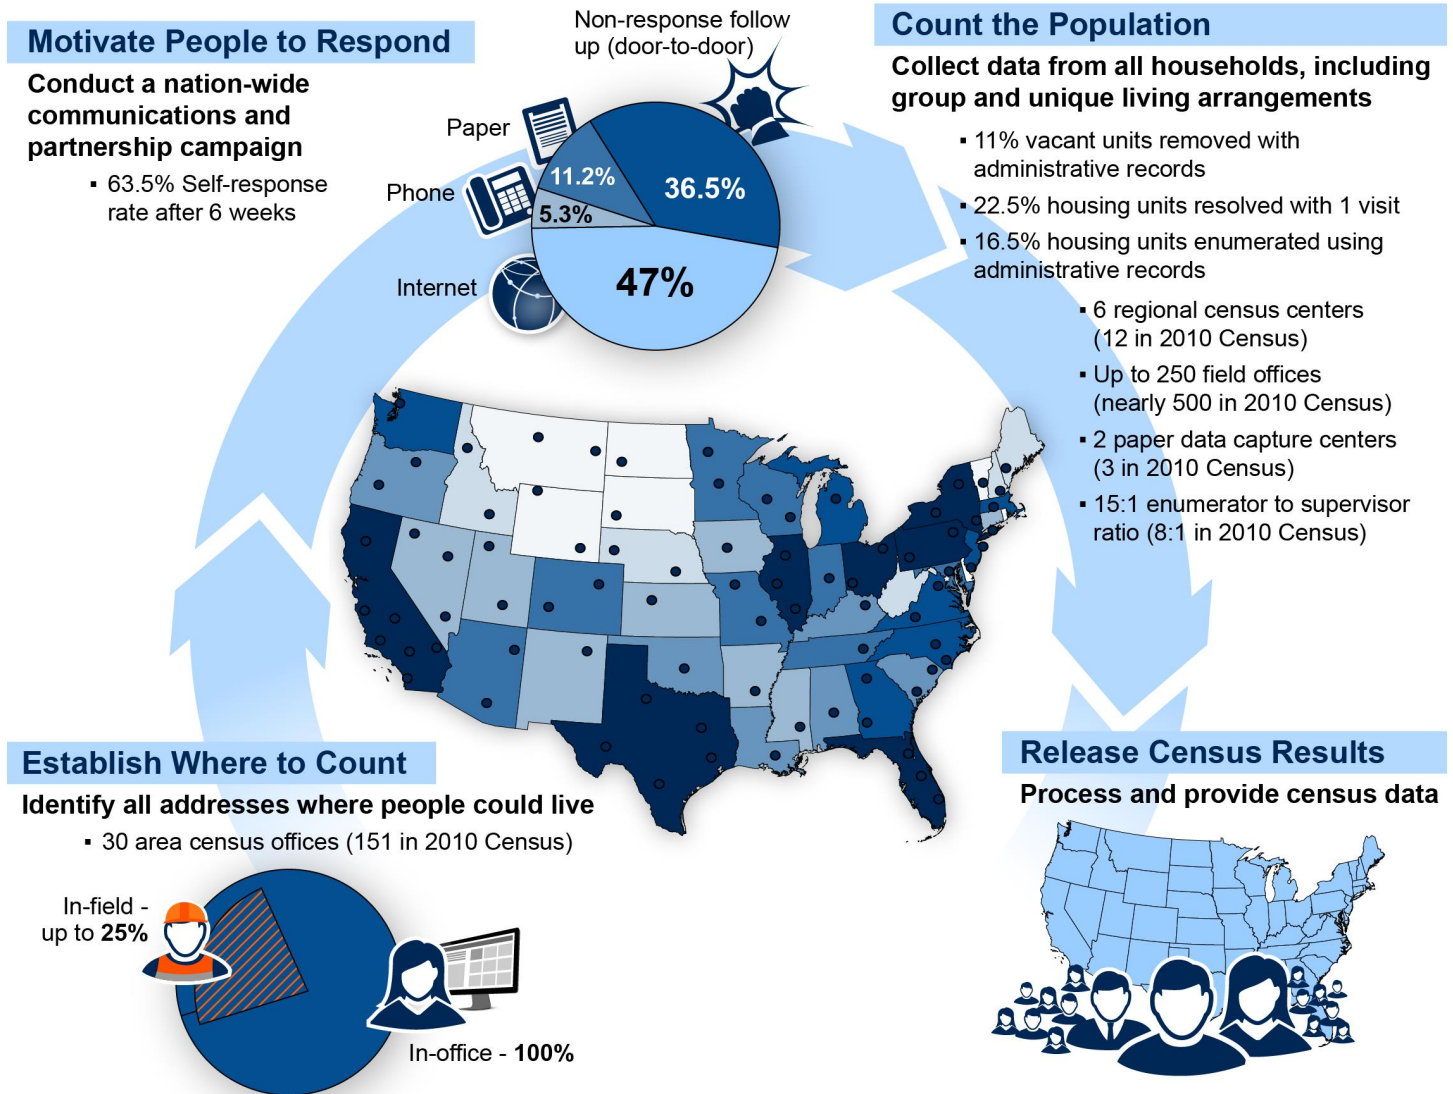 Motivate People to Respond
Conduct a nation-wide
communications and
partnership campaign
▪ 63.5% Self-response
rate after 6 weeks
Non-response follow
up (door-to-door)
Paper
Phone
Internet
11.2%
36.5%
5.3%
47%
Count the Population
Collect data from all households, including
group and unique living arrangements
▪ 11% vacant units removed with
administrative records
▪ 22.5% housing units resolved with 1 visit
▪ 16.5% housing units enumerated using
administrative records
▪ 6 regional census centers
(12 in 2010 Census)
▪ Up to 250 field offices
(nearly 500 in 2010 Census)
▪ 2 paper data capture centers
(3 in 2010 Census)
▪ 15:1 enumerator to supervisor
ratio (8:1 in 2010 Census)
Establish Where to Count
Identify all addresses where people could live
▪ 30 area census offices (151 in 2010 Census)
In-field -
up to 25%
In-office - 100%
Release Census Results
Process and provide census data